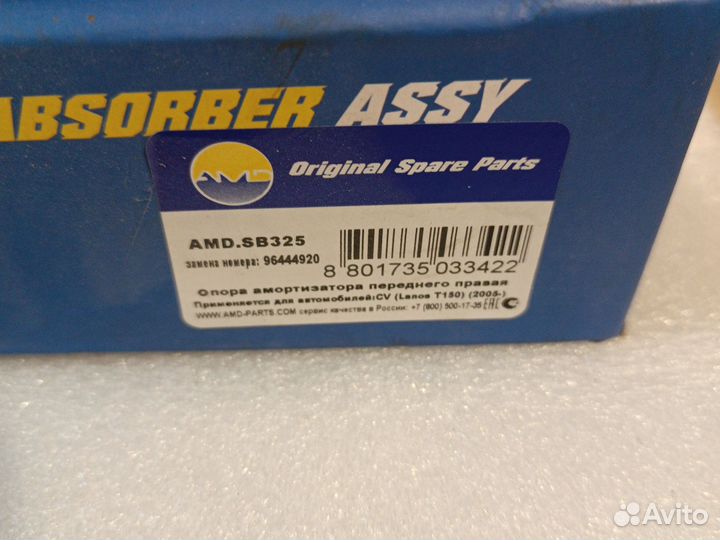 ABSORBER ASSY
AMD Original Spare Parts
AMD.SB325
замена номера: 96444920
8 801735 033422
Опора амортизатора переднего правая
Применяется для автомобилей:CV (Lanos T150) (2005-)
WWW.AMD-PARTS.COM сервис качества в России: +7 (800) 500-17-35 EAC
Avito